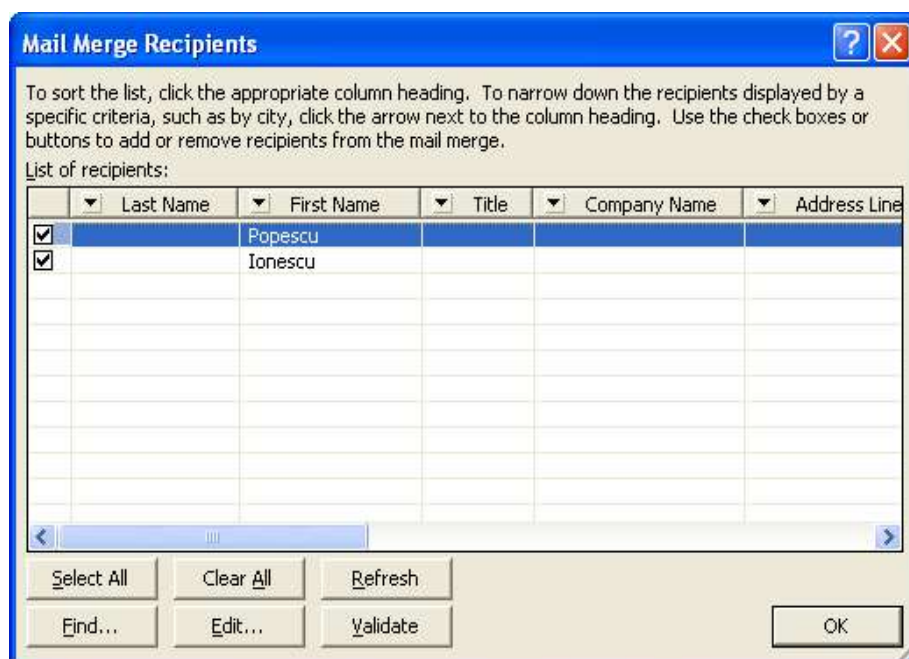 Mail Merge Recipients
To sort the list, click the appropriate column heading. To narrow down the recipients displayed by a
specific criteria, such as by city, click the arrow next to the column heading. Use the check boxes or
buttons to add or remove recipients from the mail merge.
List of recipients:
Last Name First Name Title Company Name Address Line
Popescu
Ionescu
Select All Clear All Refresh
Find... Edit... Validate OK